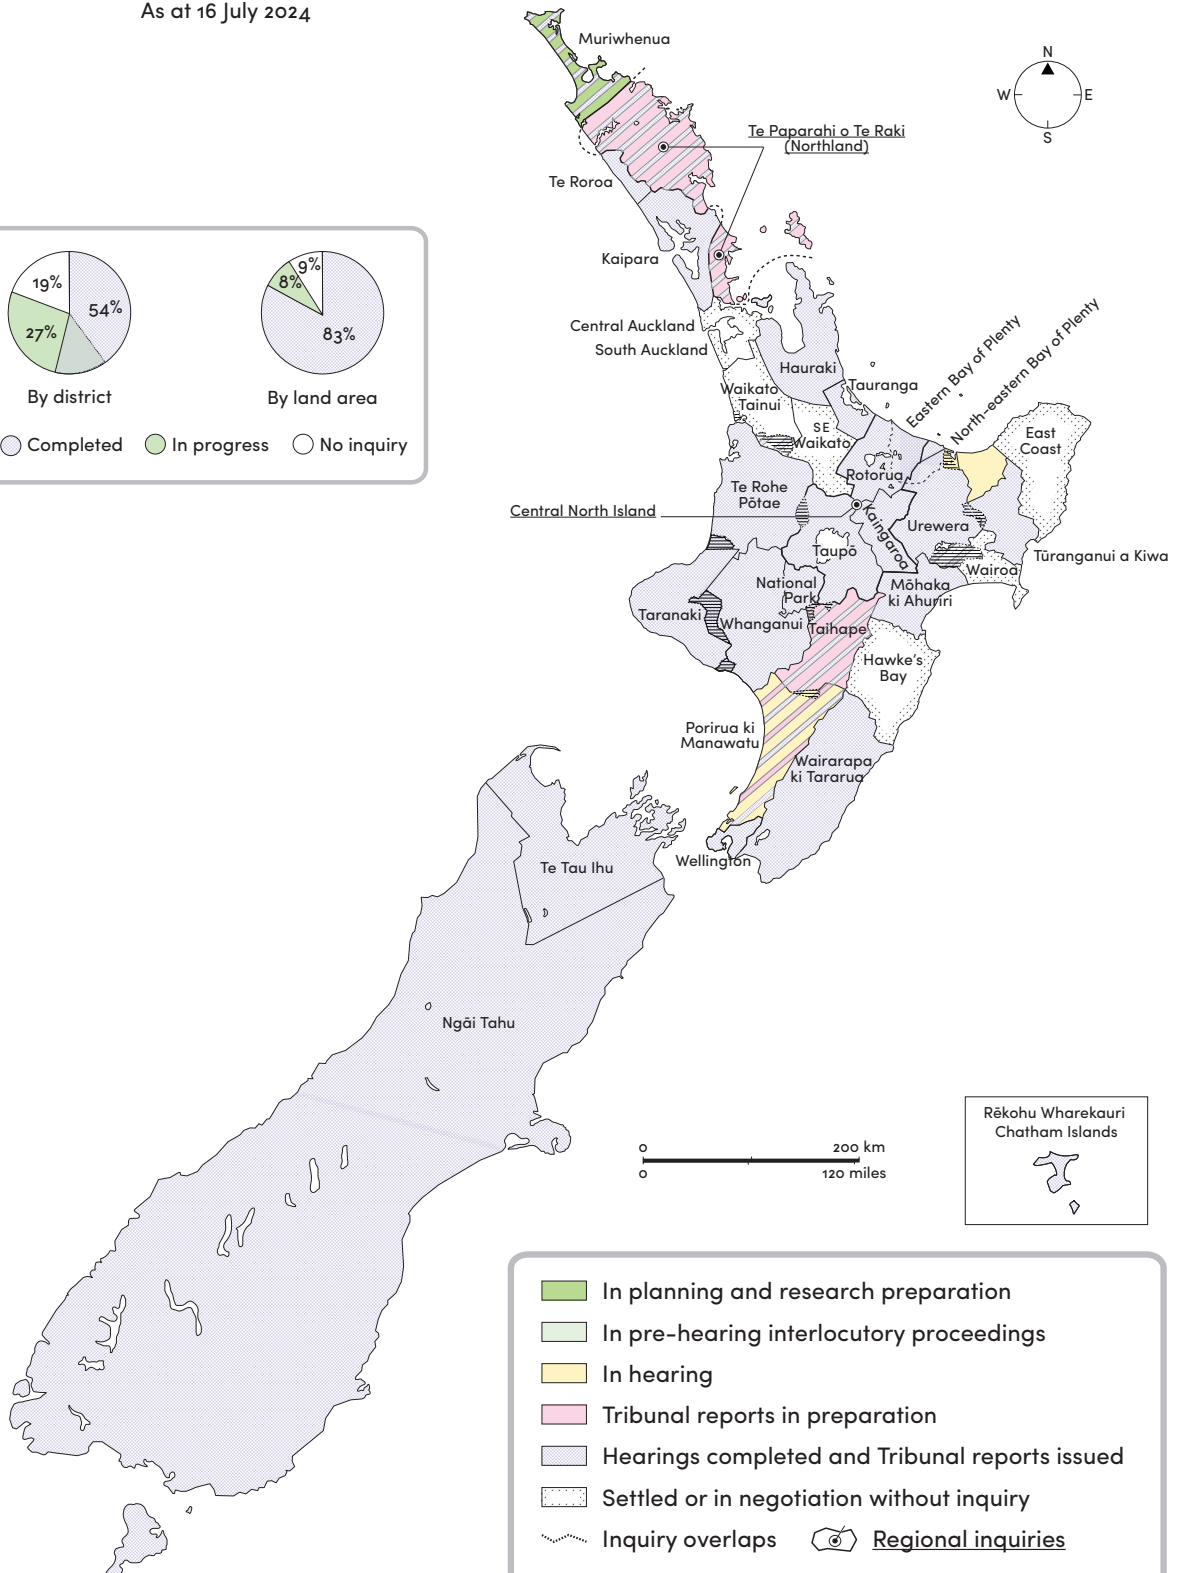 As at 16 July 2024
Muriwhenua
N
W
E
S
Te Paparahi o Te Raki
(Northland)
Te Roroa
Kaipara
19%
54%
27%
By district
9%
8%
83%
By land area
Completed
In progress
No inquiry
Central Auckland
South Auckland
Hauraki
Tauranga
Eastern Bay of Plenty
North-eastern Bay of Plenty
Waikato
Tainui
SE
Waikato
East
Coast
Rotorua
Te Rohe
Pōtae
Central North Island
Kaingaroa
Urewera
Taupō
Tūranganui a Kiwa
Wairoa
National
Park
Mōhaka
ki Ahuriri
Taranaki
Whanganui
Taihape
Hawke's
Bay
Porirua ki
Manawatu
Wairarapa
ki Tararua
Wellington
Te Tau Ihu
Ngāi Tahu
0
200 km
0
120 miles
Rēkohu Wharekauri
Chatham Islands
In planning and research preparation
In pre-hearing interlocutory proceedings
In hearing
Tribunal reports in preparation
Hearings completed and Tribunal reports issued
Settled or in negotiation without inquiry
Inquiry overlaps
Regional inquiries